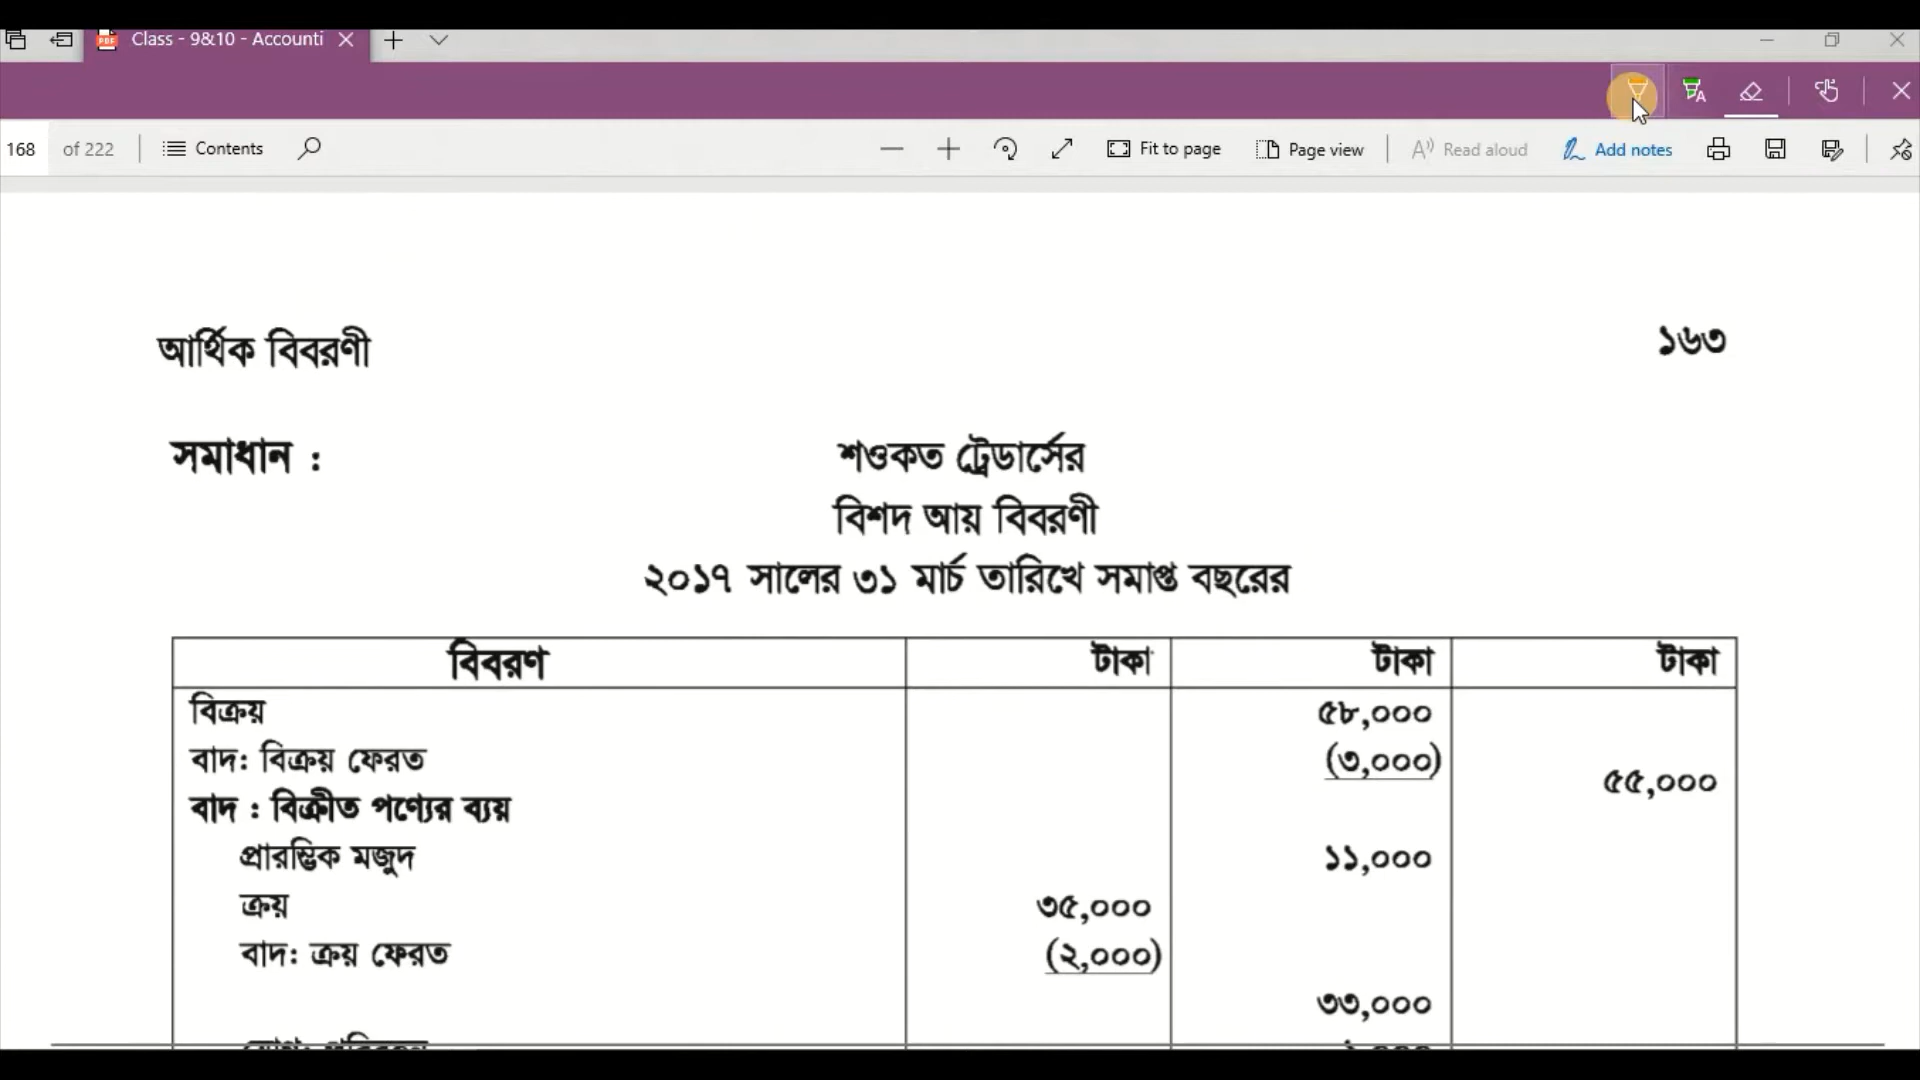 Class - 9&10 - Accounti
168 of 222 Contents Fit to page Page view Read aloud Add notes
আর্থিক বিবরণী ১৬৩
সমাধান : শওকত ট্রেডার্সের
বিশদ আয় বিবরণী
২০১৭ সালের ৩১ মার্চ তারিখে সমাপ্ত বছরের
বিবরণ টাকা টাকা টাকা
বিক্রয় ৫৮,০০০
বাদ: বিক্রয় ফেরত (৩,০০০)
৫৫,০০০
বাদ : বিক্রীত পণ্যের ব্যয়
প্রারম্ভিক মজুদ ১১,০০০
ক্রয় ৩৫,০০০
বাদ: ক্রয় ফেরত (২,০০০)
৩৩,০০০